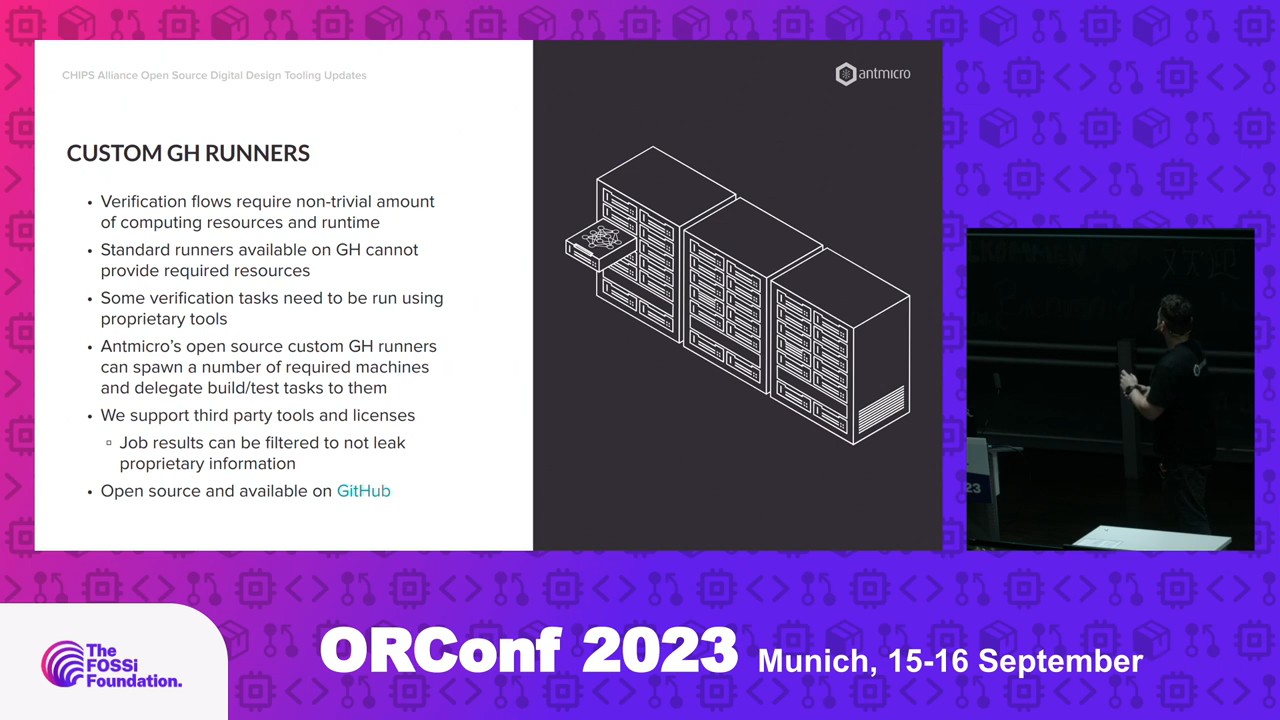 CHIPS Alliance Open Source Digital Design Tooling Updates
antmicro
CUSTOM GH RUNNERS
• Verification flows require non-trivial amount
of computing resources and runtime
• Standard runners available on GH cannot
provide required resources
• Some verification tasks need to be run using
proprietary tools
• Antmicro's open source custom GH runners
can spawn a number of required machines
and delegate build/test tasks to them
• We support third party tools and licenses
▫ Job results can be filtered to not leak
proprietary information
• Open source and available on GitHub
23
The
FOSSi
Foundation.
ORConf 2023 Munich, 15-16 September